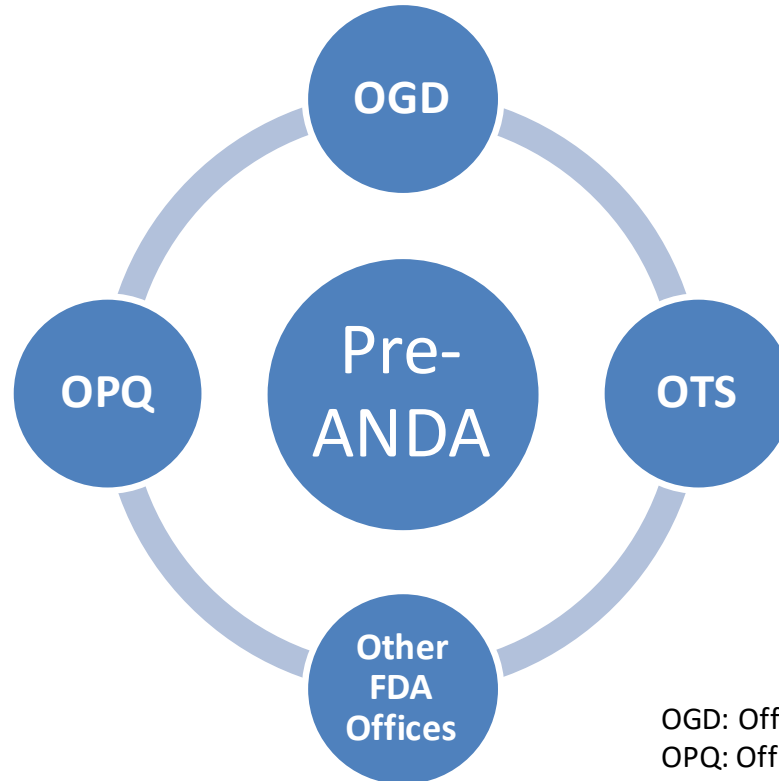 OGD
OPQ
Pre-
ANDA
OTS
Other
FDA
Offices
OGD: Off
OPQ: Off